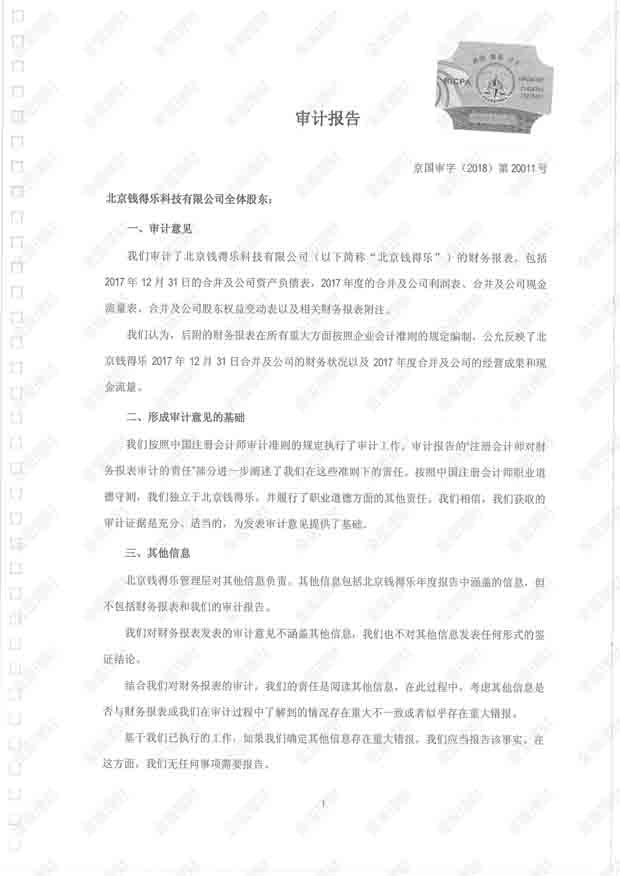 审计报告
BICPA
京国审字（2018）第 20011 号
北京钱得乐科技有限公司全体股东：
一、审计意见
我们审计了北京钱得乐科技有限公司（以下简称“北京钱得乐”）的财务报表，包括
2017 年 12 月 31 日的合并及公司资产负债表，2017 年度的合并及公司利润表、合并及公司现金
流量表、合并及公司股东权益变动表以及相关财务报表附注。
我们认为，后附的财务报表在所有重大方面按照企业会计准则的规定编制，公允反映了北
京钱得乐 2017 年 12 月 31 日合并及公司的财务状况以及 2017 年度合并及公司的经营成果和现
金流量。
二、形成审计意见的基础
我们按照中国注册会计师审计准则的规定执行了审计工作。审计报告的“注册会计师对财
务报表审计的责任”部分进一步阐述了我们在这些准则下的责任。按照中国注册会计师职业道
德守则，我们独立于北京钱得乐，并履行了职业道德方面的其他责任。我们相信，我们获取的
审计证据是充分、适当的，为发表审计意见提供了基础。
三、其他信息
北京钱得乐管理层对其他信息负责。其他信息包括北京钱得乐年度报告中涵盖的信息，但
不包括财务报表和我们的审计报告。
我们对财务报表发表的审计意见不涵盖其他信息，我们也不对其他信息发表任何形式的鉴
证结论。
结合我们对财务报表的审计，我们的责任是阅读其他信息，在此过程中，考虑其他信息是
否与财务报表或我们在审计过程中了解到的情况存在重大不一致或者似乎存在重大错报。
基于我们已执行的工作，如果我们确定其他信息存在重大错报，我们应当报告该事实。在
这方面，我们无任何事项需要报告。
1